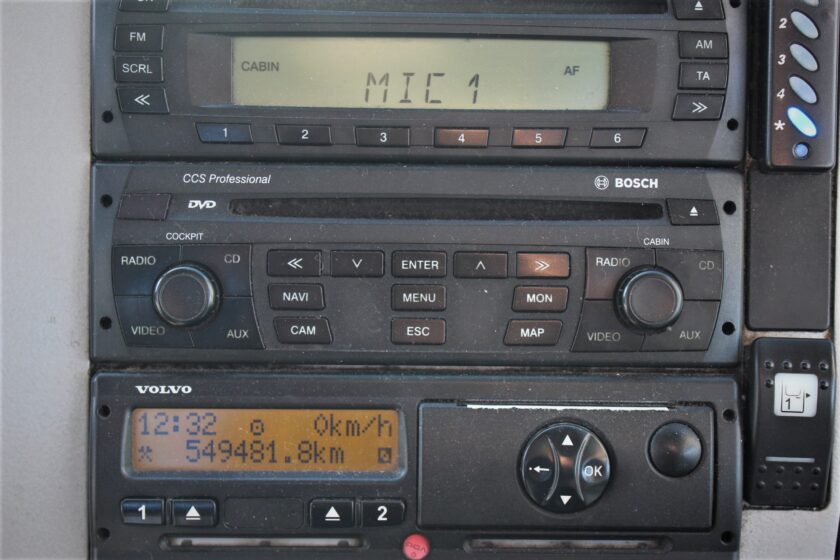 FM
SCRL
<<
CABIN
MIC 1
AF
AM
TA
>>
1 2 3 4 5 6
2
3
4
*
CCS Professional
BOSCH
DVD
COCKPIT
CABIN
RADIO CD
VIDEO AUX
<< ENTER >>
NAVI MENU MON
CAM ESC MAP
RADIO CD
VIDEO AUX
VOLVO
12:32 0km/h
549481.8km
1 2
OK
1